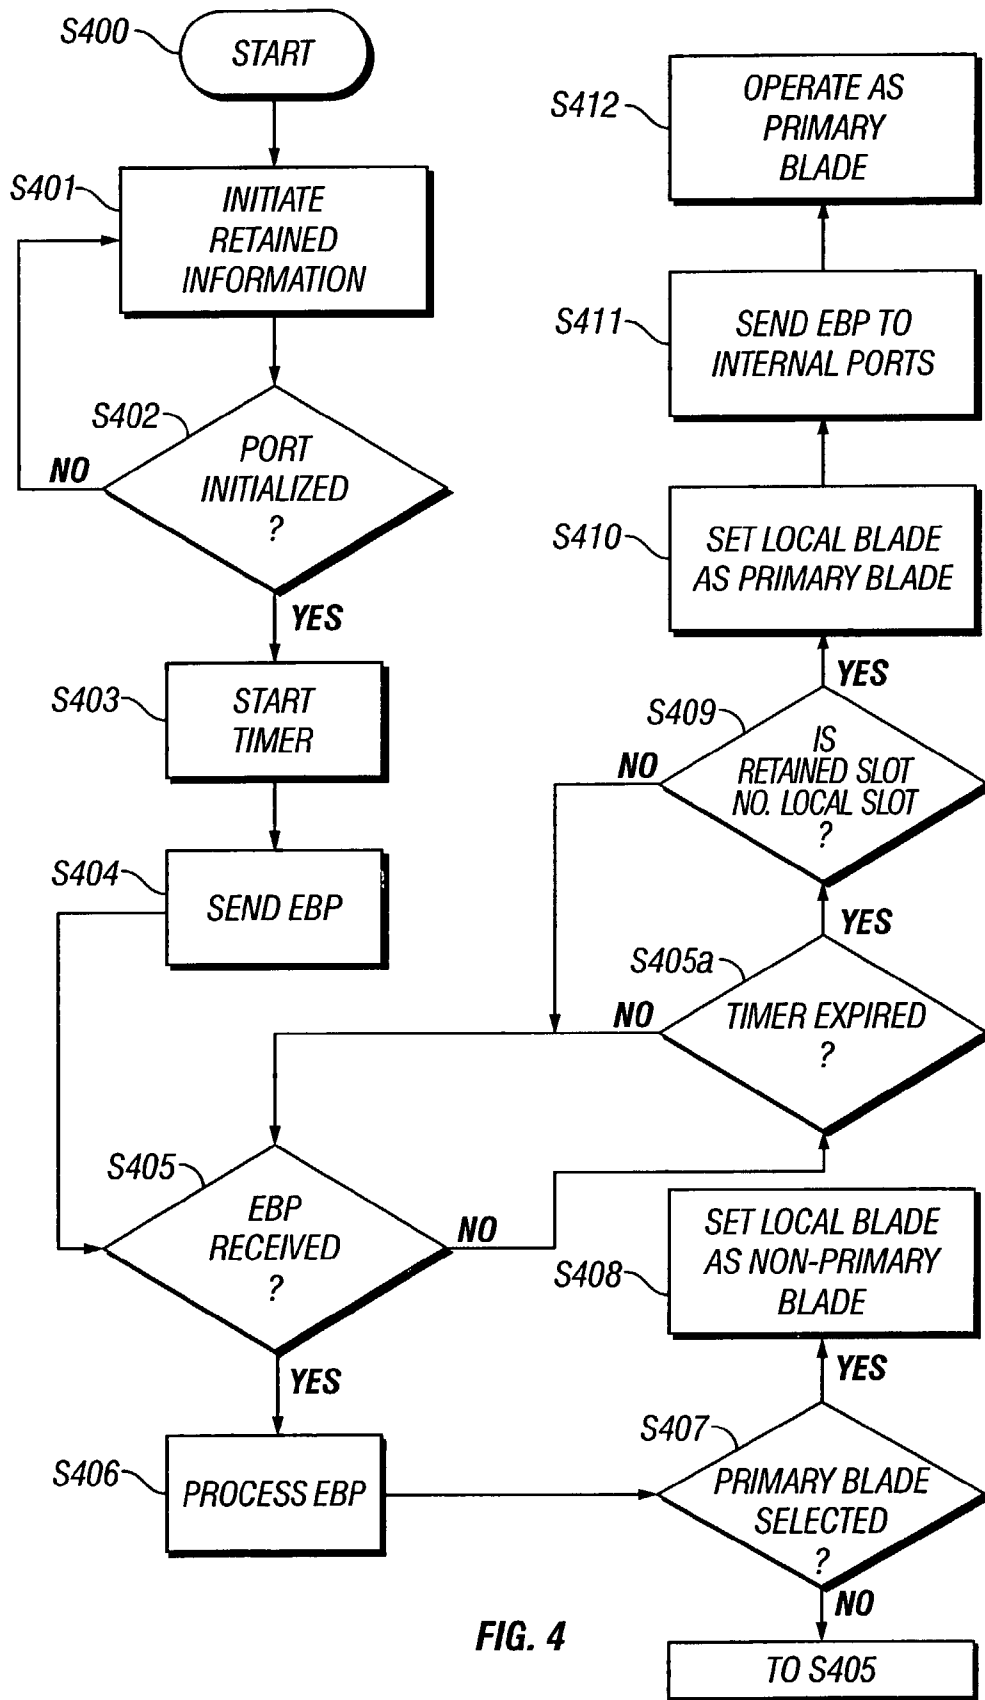 S400
START
S401
INITIATE
RETAINED
INFORMATION
S402
PORT
INITIALIZED
?
NO
YES
S403
START
TIMER
S404
SEND EBP
S405
EBP
RECEIVED
?
NO
YES
S406
PROCESS EBP
S412
OPERATE AS
PRIMARY
BLADE
S411
SEND EBP TO
INTERNAL PORTS
S410
SET LOCAL BLADE
AS PRIMARY BLADE
YES
S409
IS
RETAINED SLOT
NO. LOCAL SLOT
?
NO
YES
S405a
TIMER EXPIRED
?
NO
S408
SET LOCAL BLADE
AS NON-PRIMARY
BLADE
YES
S407
PRIMARY BLADE
SELECTED
?
NO
TO S405
FIG. 4